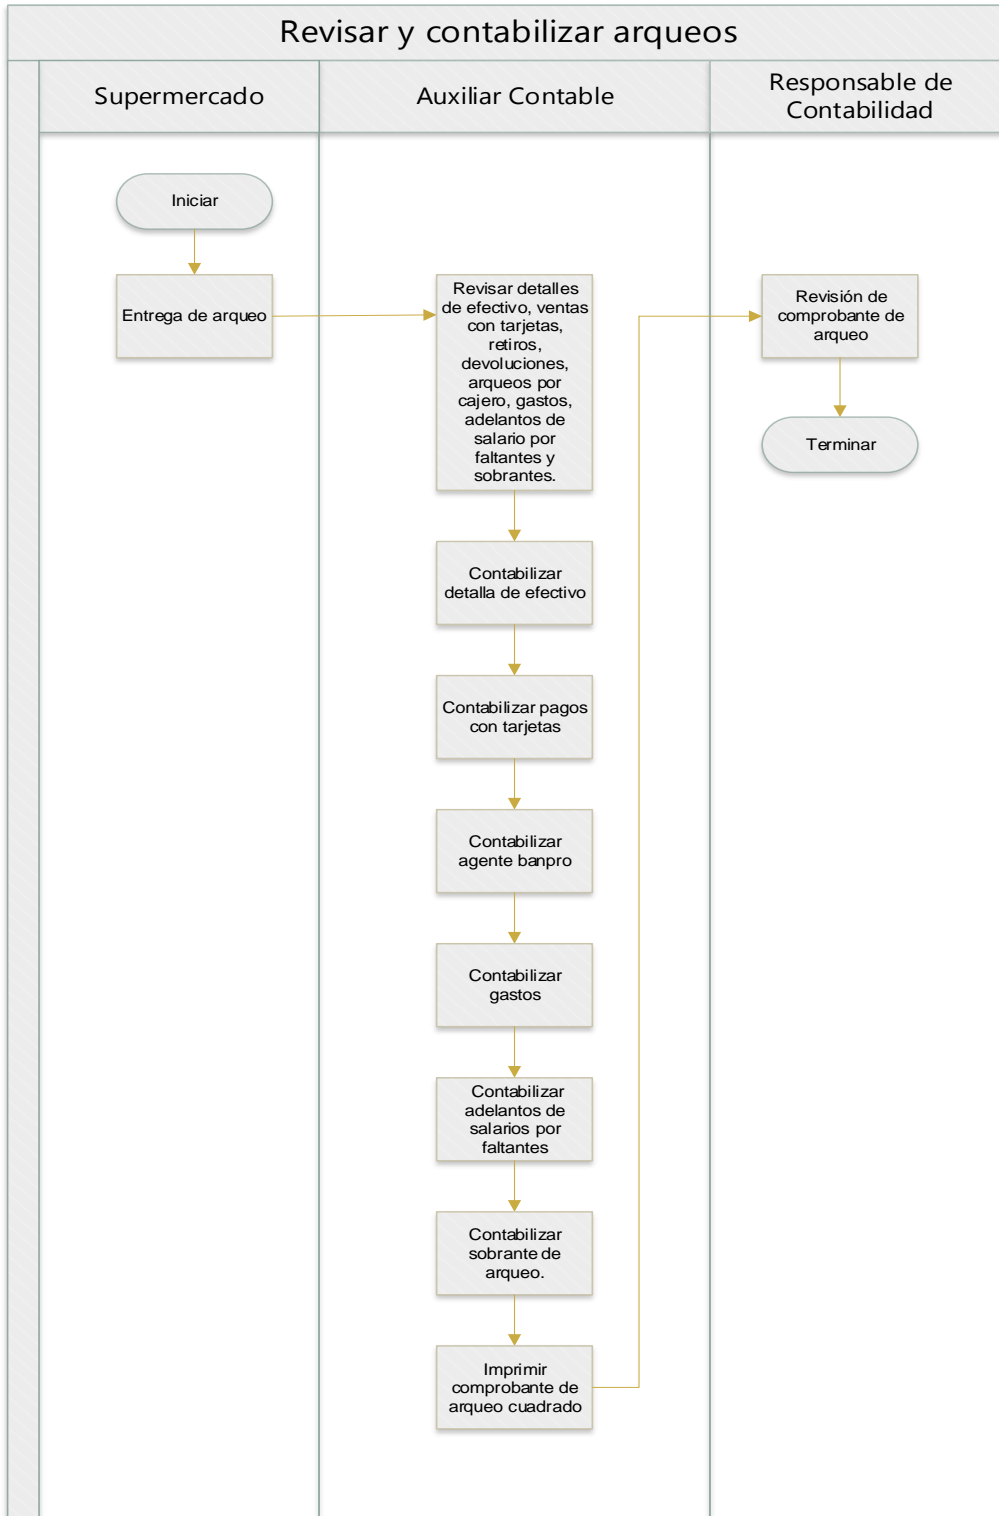 Revisar y contabilizar arqueos
Supermercado
Auxiliar Contable
Responsable de
Contabilidad
Iniciar
Entrega de arqueo
Revisar detalles
de efectivo, ventas
con tarjetas,
retiros,
devoluciones,
arqueos por
cajero, gastos,
adelantos de
salario por
faltantes y
sobrantes.
Contabilizar
detalla de efectivo
Contabilizar pagos
con tarjetas
Contabilizar
agente banpro
Contabilizar
gastos
Contabilizar
adelantos de
salarios por
faltantes
Contabilizar
sobrante de
arqueo.
Imprimir
comprobante de
arqueo cuadrado
Revisión de
comprobante de
arqueo
Terminar